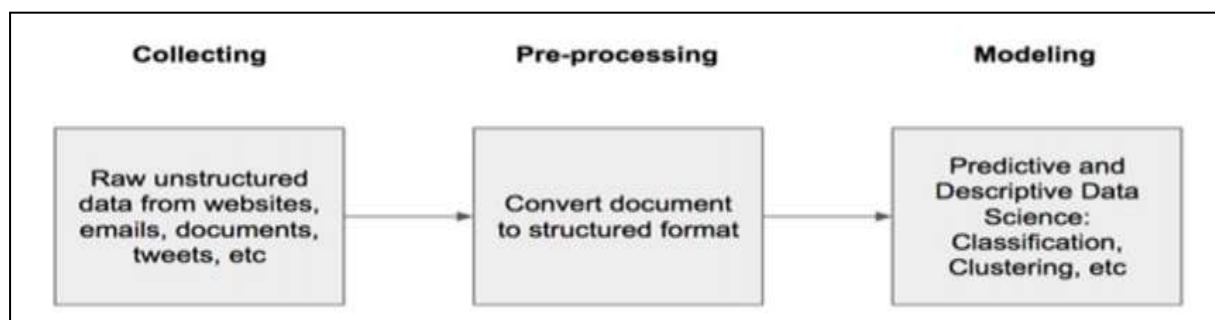 Collecting
Pre-processing
Modeling
Raw unstructured
data from websites,
emails, documents,
tweets, etc
Convert document
to structured format
Predictive and
Descriptive Data
Science:
Classification,
Clustering, etc